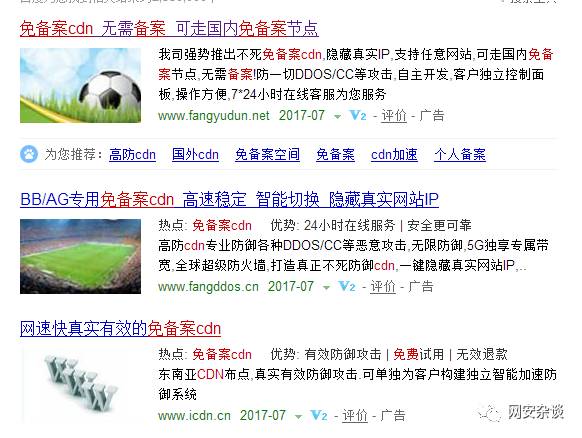 免备案cdn 无需备案 可走国内免备案节点
我司强势推出不死免备案cdn,隐藏真实IP,支持任意网站,可走国内免备
案节点,无需备案!防一切DDOS/CC等攻击,自主开发,客户独立控制面
板,操作方便,7*24小时在线客服为您服务
www.fangyudun.net 2017-07 V2 - 评价 - 广告
为您推荐: 高防cdn 国外cdn 免备案空间 免备案 cdn加速 个人备案
BB/AG专用免备案cdn 高速稳定 智能切换 隐藏真实网站IP
热点: 免备案cdn 优势: 24小时在线服务 | 安全更可靠
高防cdn专业防御各种DDOS/CC等恶意攻击,无限防御,5G独享专属带
宽,全球超级防火墙,打造真正不死防御cdn,一键隐藏真实网站IP,..
www.fangddos.cn 2017-07 V2 - 评价 - 广告
网速快真实有效的免备案cdn
热点: 免备案cdn 优势: 有效防御攻击 | 免费试用 | 无效退款
东南亚CDN布点,真实有效防御攻击.可单独为客户构建独立智能加速防
御系统
www.icdn.cn 2017-07 V2 - 评价 - 广告
WWW
网安杂谈